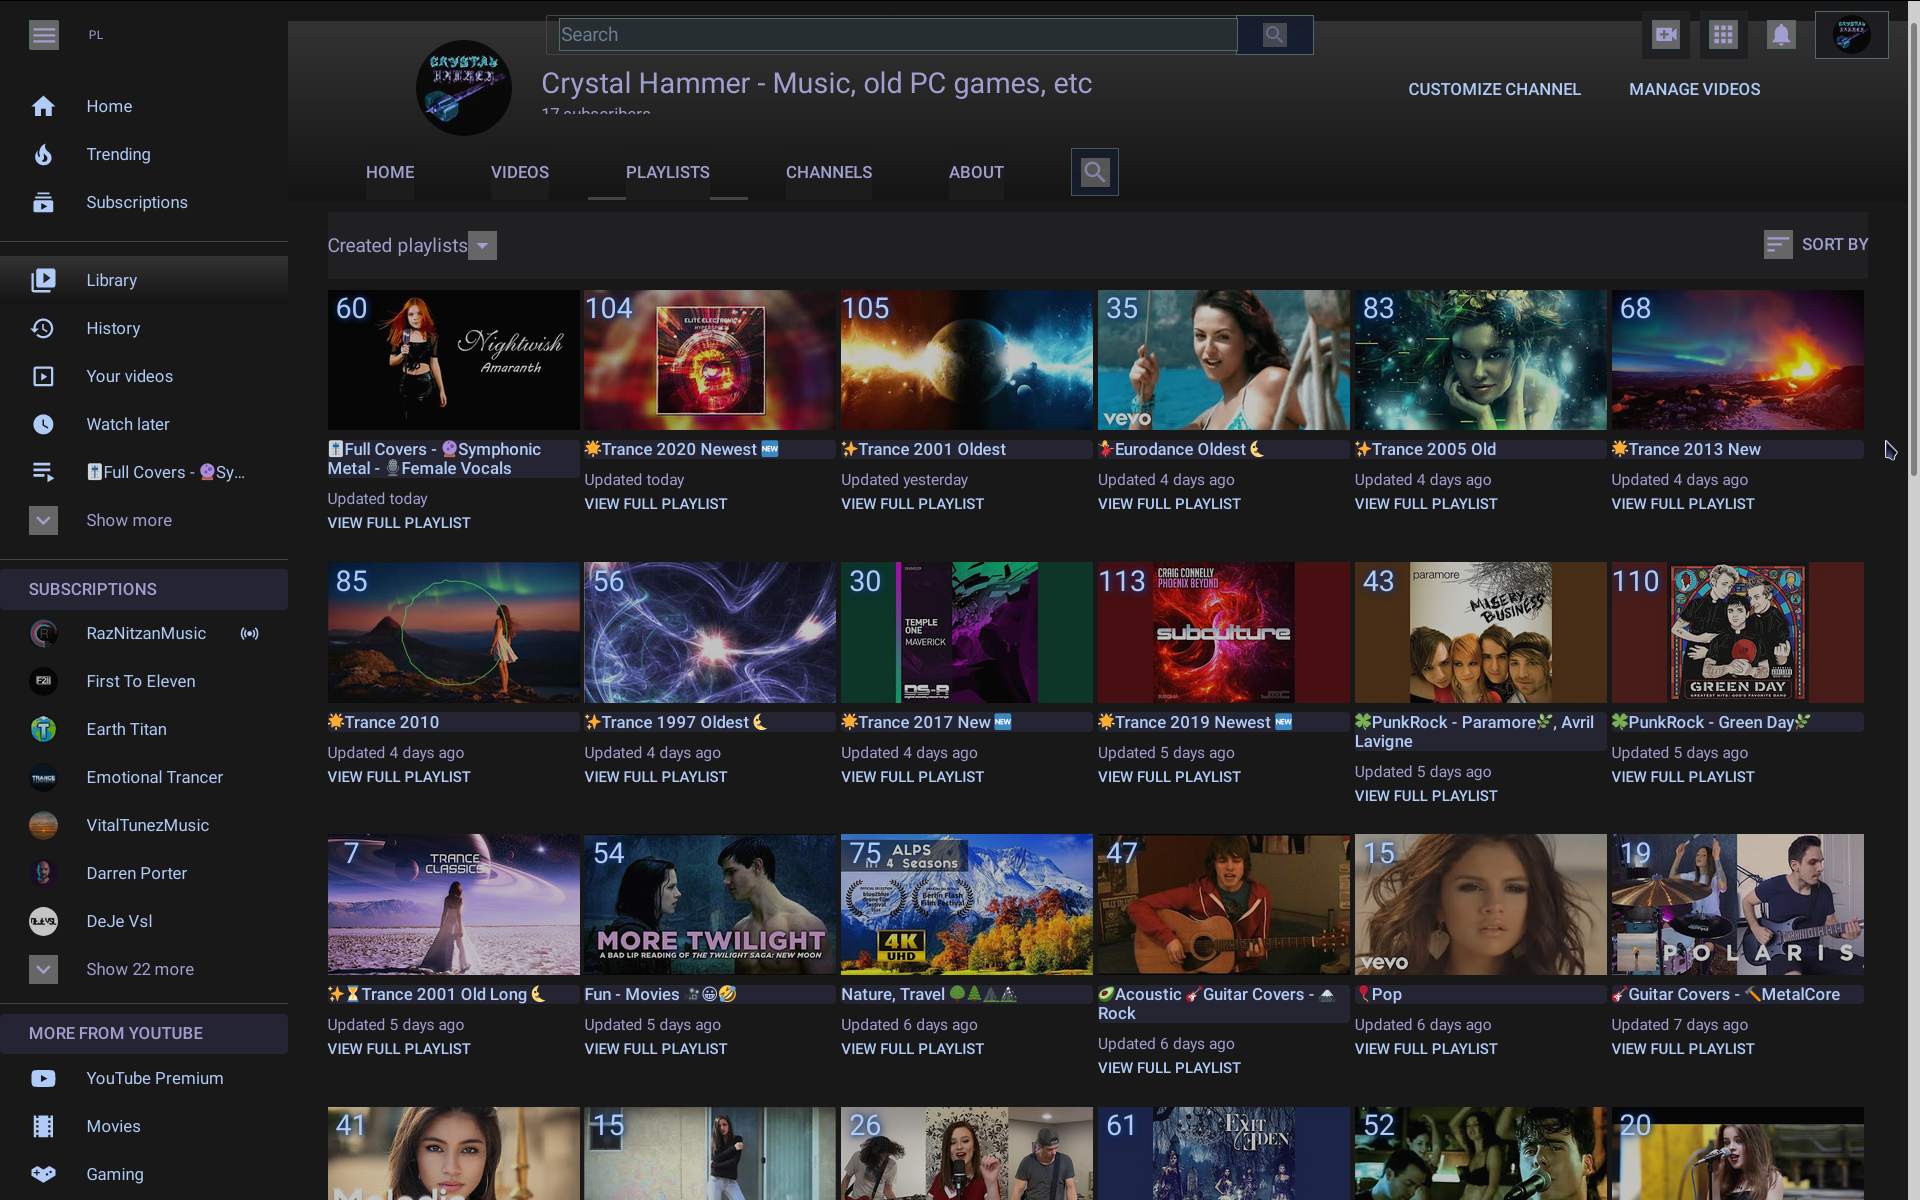 PL
Search
Crystal Hammer - Music, old PC games, etc
17 subscribers
CUSTOMIZE CHANNEL
MANAGE VIDEOS
HOME
VIDEOS
PLAYLISTS
CHANNELS
ABOUT
Home
Trending
Subscriptions
Library
History
Your videos
Watch later
Full Covers - Sy...
Show more
SUBSCRIPTIONS
RazNitzanMusic
First To Eleven
Earth Titan
Emotional Trancer
VitalTunezMusic
Darren Porter
DeJe Vsl
Show 22 more
MORE FROM YOUTUBE
YouTube Premium
Movies
Gaming
Created playlists
SORT BY
60
Nightwish
Amaranth
Full Covers - Symphonic
Metal - Female Vocals
Updated today
VIEW FULL PLAYLIST
104
Trance 2020 Newest NEW
Updated today
VIEW FULL PLAYLIST
105
Trance 2001 Oldest
Updated yesterday
VIEW FULL PLAYLIST
35
vevo
Eurodance Oldest
Updated 4 days ago
VIEW FULL PLAYLIST
83
Trance 2005 Old
Updated 4 days ago
VIEW FULL PLAYLIST
68
Trance 2013 New
Updated 4 days ago
VIEW FULL PLAYLIST
85
Trance 2010
Updated 4 days ago
VIEW FULL PLAYLIST
56
Trance 1997 Oldest
Updated 4 days ago
VIEW FULL PLAYLIST
30
TEMPLE
ONE
MAVERICK
DS-R
Trance 2017 New NEW
Updated 4 days ago
VIEW FULL PLAYLIST
113
CRAIG CONNELLY
PHOENIX BEYOND
subculture
Trance 2019 Newest NEW
Updated 5 days ago
VIEW FULL PLAYLIST
43
paramore
MISERY
BUSINESS
PunkRock - Paramore, Avril
Lavigne
Updated 5 days ago
VIEW FULL PLAYLIST
110
GREEN DAY
GREATEST HITS: GOD'S FAVORITE BAND
PunkRock - Green Day
Updated 5 days ago
VIEW FULL PLAYLIST
7
TRANCE
CLASSICS
Trance 2001 Old Long
Updated 5 days ago
VIEW FULL PLAYLIST
54
MORE TWILIGHT
A BAD LIP READING OF THE TWILIGHT SAGA: NEW MOON
Fun - Movies
Updated 5 days ago
VIEW FULL PLAYLIST
75
ALPS
in 4 Seasons
4K
UHD
Nature, Travel
Updated 6 days ago
VIEW FULL PLAYLIST
47
Acoustic Guitar Covers -
Rock
Updated 6 days ago
VIEW FULL PLAYLIST
15
vevo
Pop
Updated 6 days ago
VIEW FULL PLAYLIST
19
POLARIS
Guitar Covers - MetalCore
Updated 7 days ago
VIEW FULL PLAYLIST
41
15
26
61
EXIT
EDEN
52
20